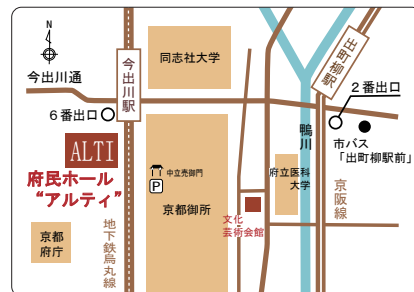 N
今出川通
今出川駅
同志社大学
出町柳駅
2番出口
6番出口
市バス
「出町柳駅前」
鴨川
ALTI
府民ホール
“アルティ”
中立売御門
P
京都御所
府立医科
大学
文化
芸術会館
京阪線
京都
府庁
地下鉄烏丸線